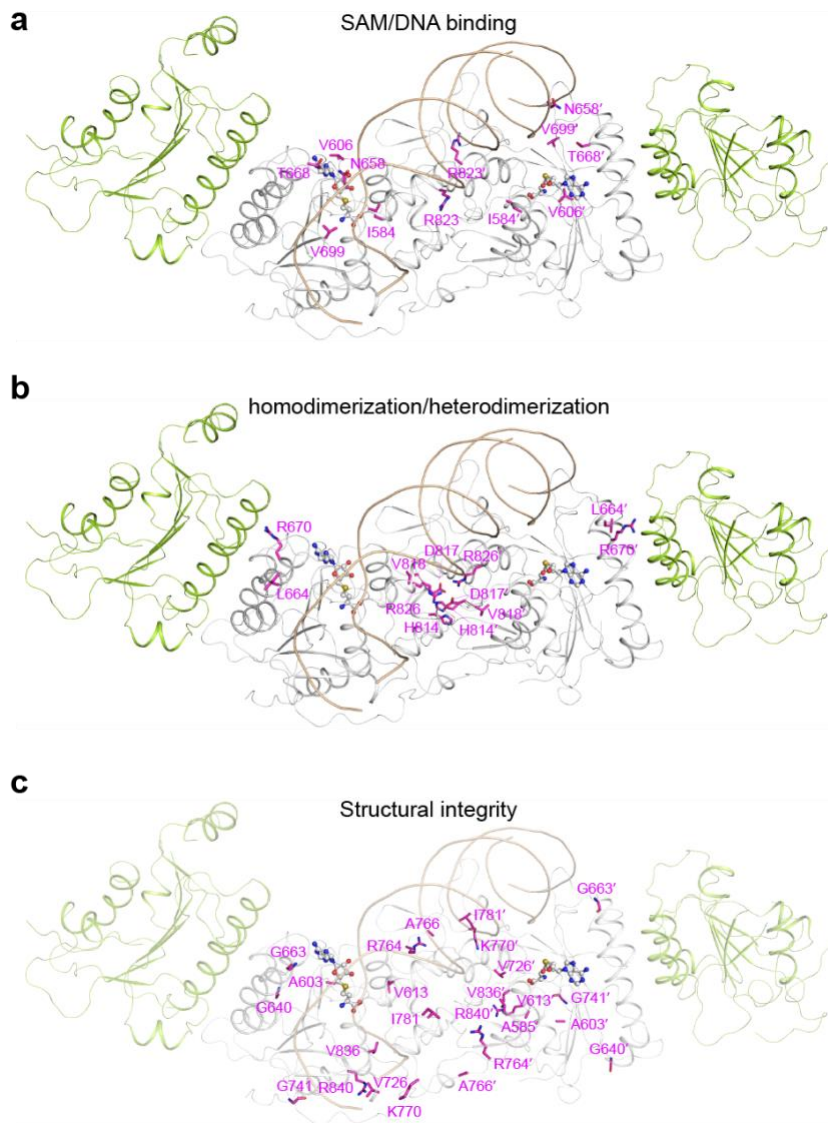 a
SAM/DNA binding
N658′
V699′
V606
T668
N658
T668′
R823′
R823
I584′
V606′
I584
V699
b
homodimerization/heterodimerization
L664′
R670
R670′
D817
R826′
V818
L664
D817′
R826
V818′
H814
H814′
c
Structural integrity
G663′
I781′
A766
R764
K770′
G663
V726′
A603
V613
V836′
V613′
G741′
G640
R840′
I781
A585′
A603′
V836
R764′
G640′
G741
R840
V726
A766′
K770